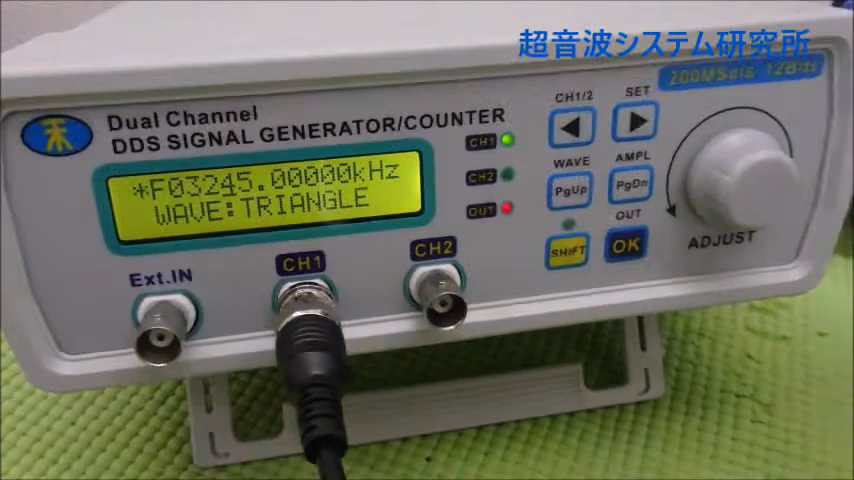 超音波システム研究所
200MSa/s 12Bits
Dual Channel
DDS SIGNAL GENERATOR/COUNTER
CH1/2
SET
CH1
*F03245.00000kHz
WAVE:TRIANGLE
CH2
OUT
WAVE
AMPL
PgUp
PgDn
OUT
SHIFT
OK
ADJUST
Ext.IN
CH1
CH2